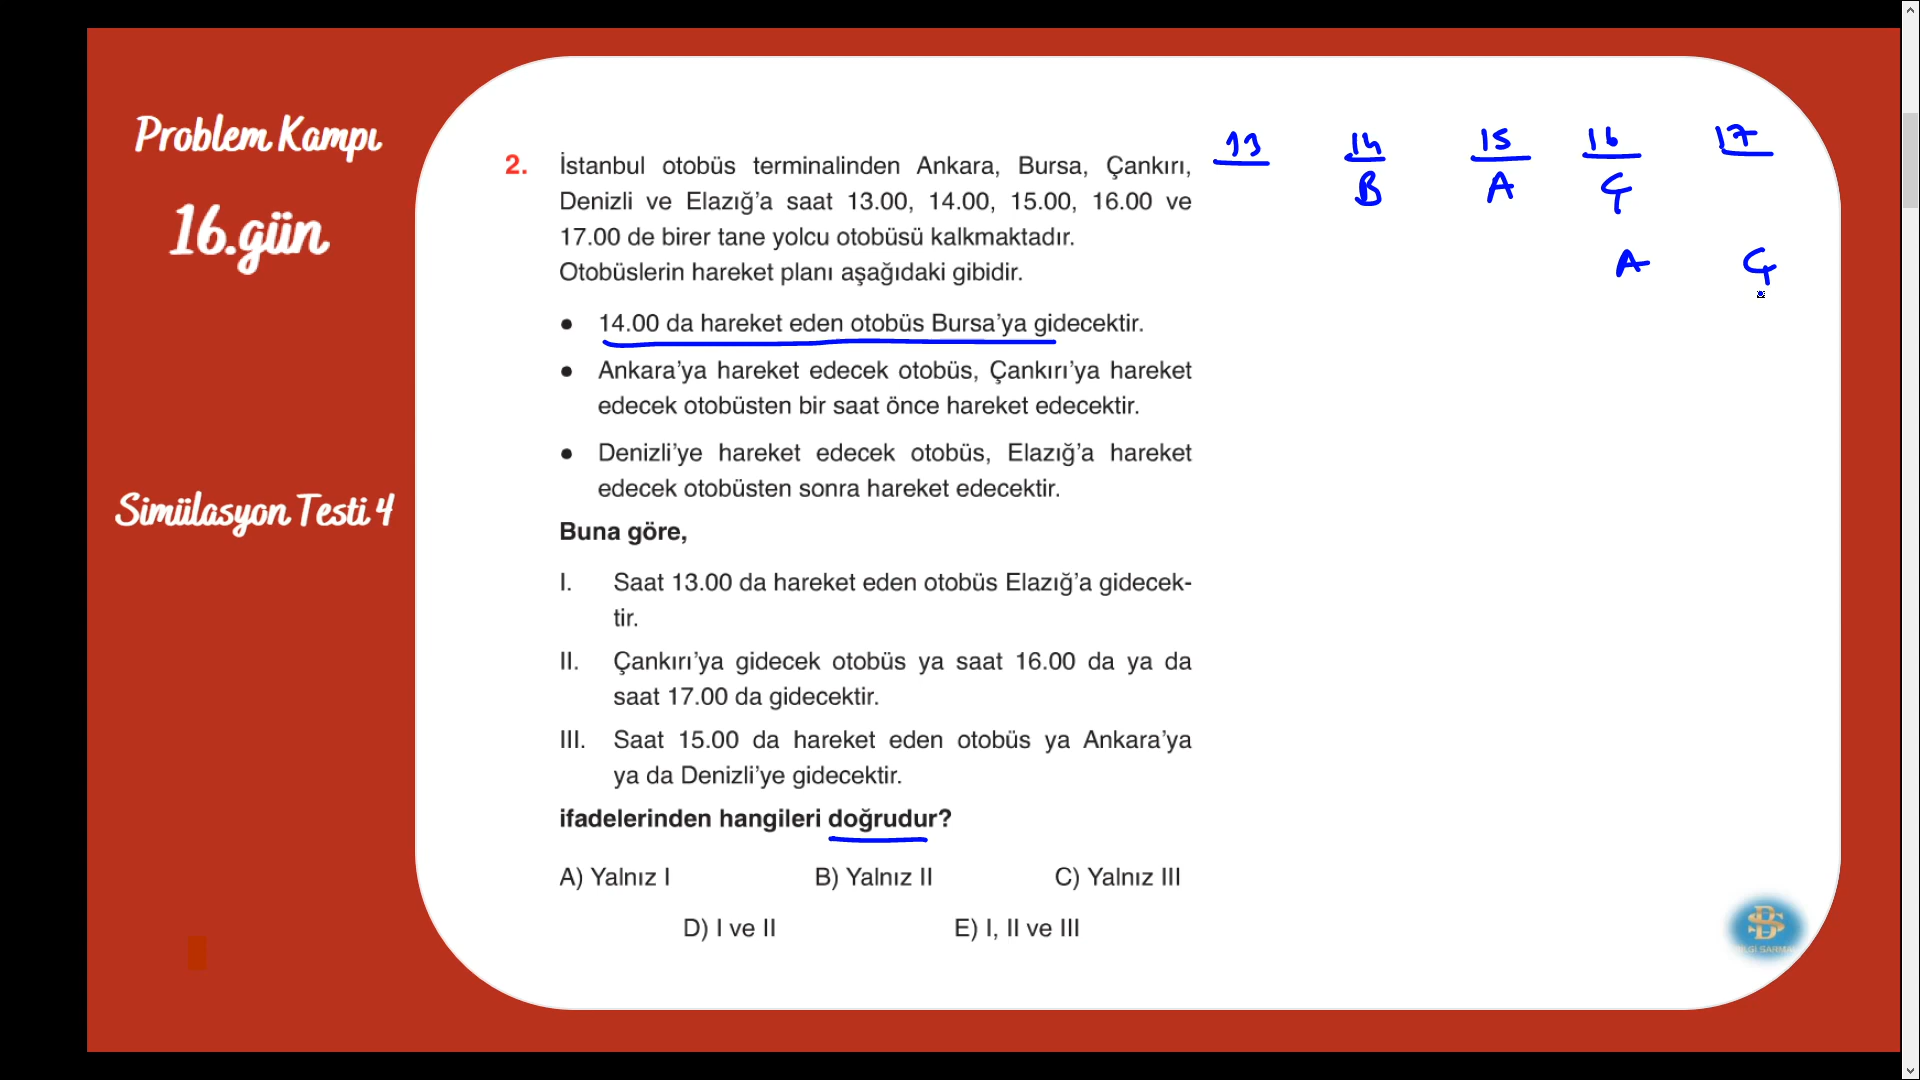 Problem Kampı
16.gün
Simülasyon Testi 4
2. İstanbul otobüs terminalinden Ankara, Bursa, Çankırı,
Denizli ve Elazığ’a saat 13.00, 14.00, 15.00, 16.00 ve
17.00 de birer tane yolcu otobüsü kalkmaktadır.
Otobüslerin hareket planı aşağıdaki gibidir.
● 14.00 da hareket eden otobüs Bursa’ya gidecektir.
● Ankara’ya hareket edecek otobüs, Çankırı’ya hareket
edecek otobüsten bir saat önce hareket edecektir.
● Denizli’ye hareket edecek otobüs, Elazığ’a hareket
edecek otobüsten sonra hareket edecektir.
Buna göre,
I. Saat 13.00 da hareket eden otobüs Elazığ’a gidecek-
tir.
II. Çankırı’ya gidecek otobüs ya saat 16.00 da ya da
saat 17.00 da gidecektir.
III. Saat 15.00 da hareket eden otobüs ya Ankara’ya
ya da Denizli’ye gidecektir.
ifadelerinden hangileri doğrudur?
A) Yalnız I B) Yalnız II C) Yalnız III
D) I ve II E) I, II ve III
13 14 15 16 17
B A Ç
A Ç